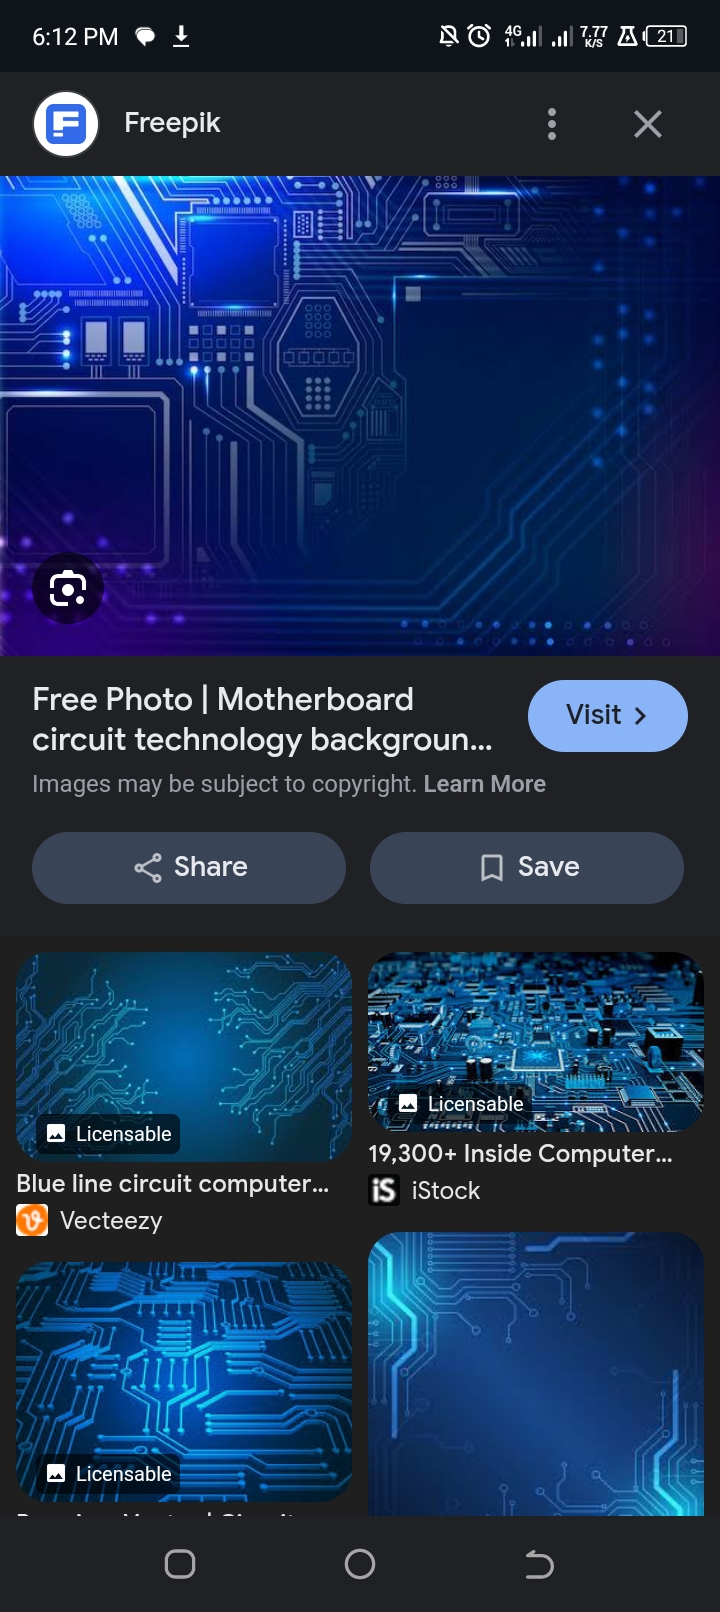 6:12 PM
4G
7.77
K/S
21
Freepik
Free Photo | Motherboard
circuit technology backgroun...
Visit
Images may be subject to copyright. Learn More
Share
Save
Licensable
Blue line circuit computer...
Vecteezy
Licensable
19,300+ Inside Computer...
iS
iStock
Licensable